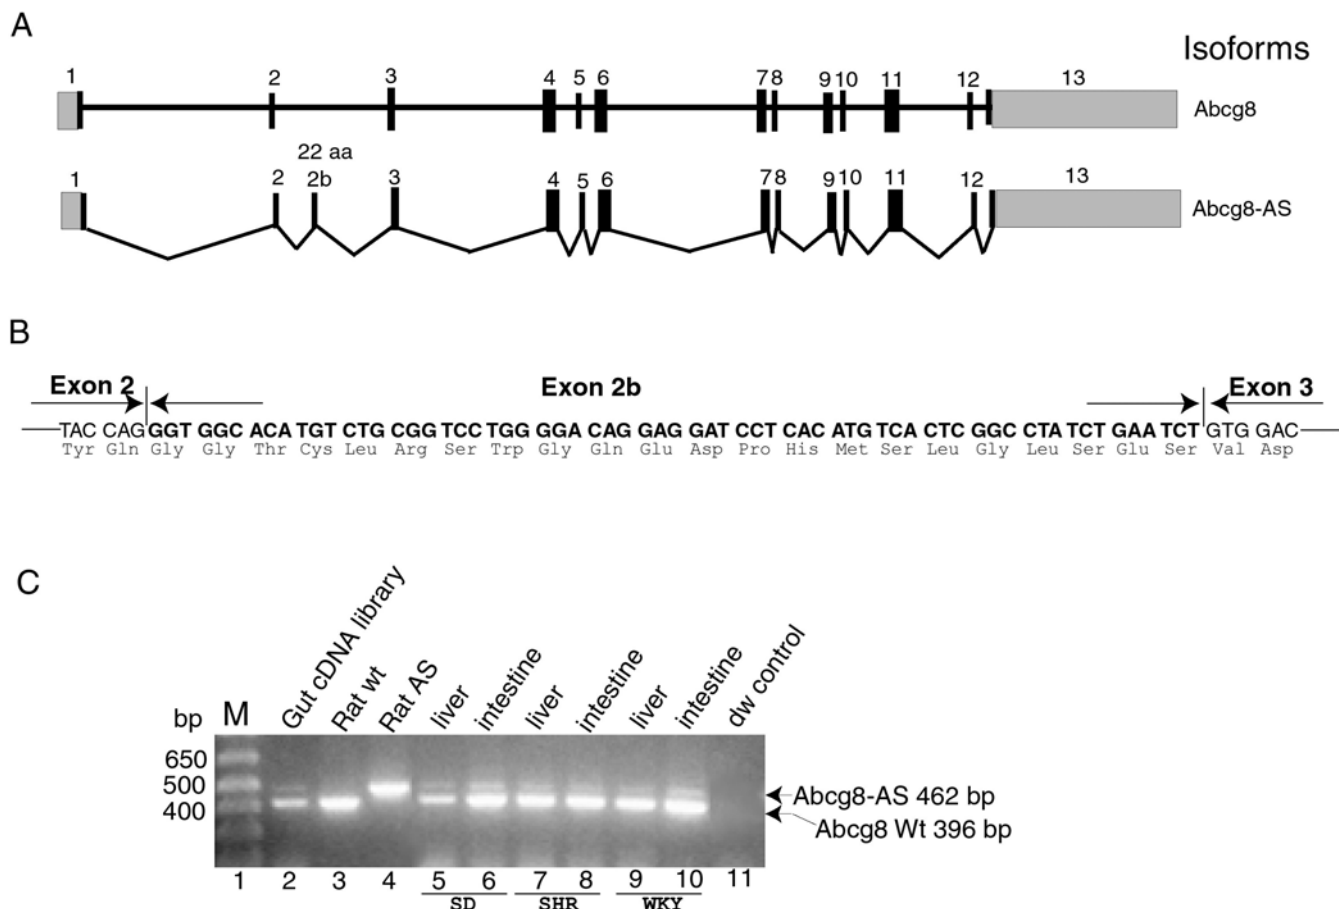 A
Isoforms
1 2 3 4 5 6 7 8 9 10 11 12 13
Abcg8
22 aa
1 2 2b 3 4 5 6 7 8 9 10 11 12 13
Abcg8-AS
B
Exon 2 Exon 2b Exon 3
TAC CAG GGT GGC ACA TGT CTG CGG TCC TGG GGA CAG GAG GAT CCT CAC ATG TCA CTC GGC CTA TCT GAA TCT GTG GAC
Tyr Gln Gly Gly Thr Cys Leu Arg Ser Trp Gly Gln Glu Asp Pro His Met Ser Leu Gly Leu Ser Glu Ser Val Asp
C
bp M Gut cDNA library Rat wt Rat AS liver intestine liver intestine liver intestine dw control
650
500
400
Abcg8-AS 462 bp
Abcg8 Wt 396 bp
1 2 3 4 5 6 7 8 9 10 11
SD SHR WKY